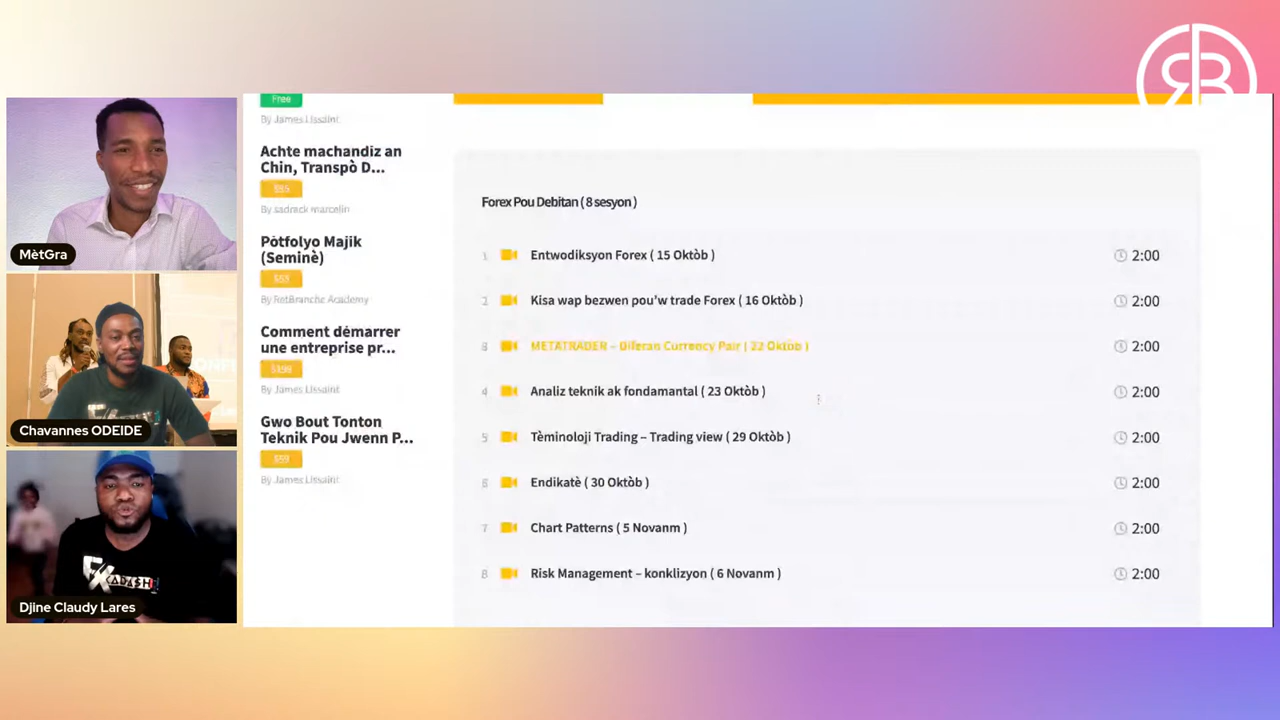 MètGra
Chavannes ODEIDE
Djine Claudy Lares
Free
By James Lissaint
Achte machandiz an
Chin, Transpò D...
By sadrack marcelin
Pòtfolyo Majik
(Seminè)
By RetBranche Academy
Comment démarrer
une entreprise pr...
$199
By James Lissaint
Gwo Bout Tonton
Teknik Pou Jwenn P...
By James Lissaint
Forex Pou Debitan ( 8 sesyon )
1 Entwodiksyon Forex ( 15 Oktòb ) 2:00
2 Kisa wap bezwen pou’w trade Forex ( 16 Oktòb ) 2:00
3 METATRADER – Diferan Currency Pair ( 22 Oktòb ) 2:00
4 Analiz teknik ak fondamantal ( 23 Oktòb ) 2:00
5 Tèminoloji Trading – Trading view ( 29 Oktòb ) 2:00
6 Endikatè ( 30 Oktòb ) 2:00
7 Chart Patterns ( 5 Novanm ) 2:00
8 Risk Management – konklizyon ( 6 Novanm ) 2:00